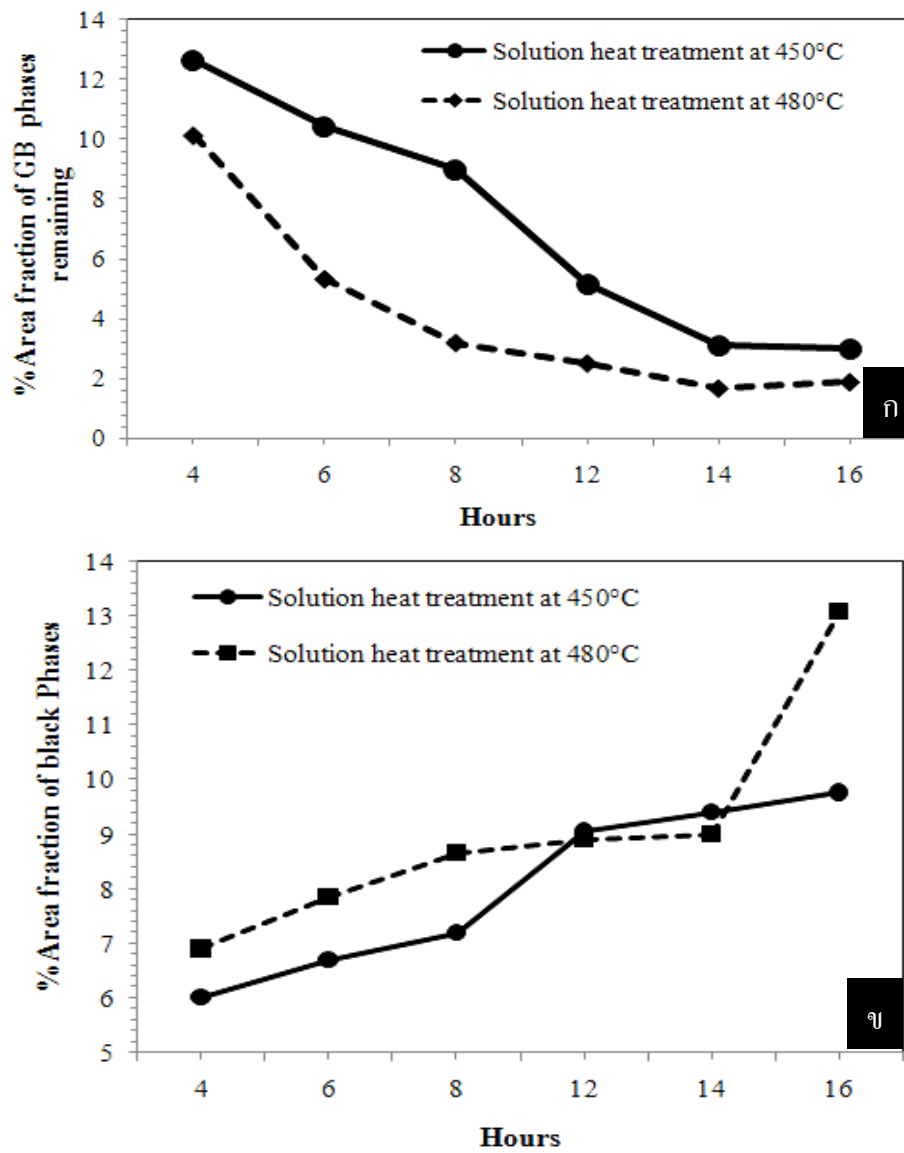 14
12
10
8
6
4
2
0
%Area fraction of GB phases
remaining
Solution heat treatment at 450°C
Solution heat treatment at 480°C
4 6 8 12 14 16
Hours
ก
14
13
12
11
10
9
8
7
6
5
%Area fraction of black Phases
Solution heat treatment at 450°C
Solution heat treatment at 480°C
4 6 8 12 14 16
Hours
ข